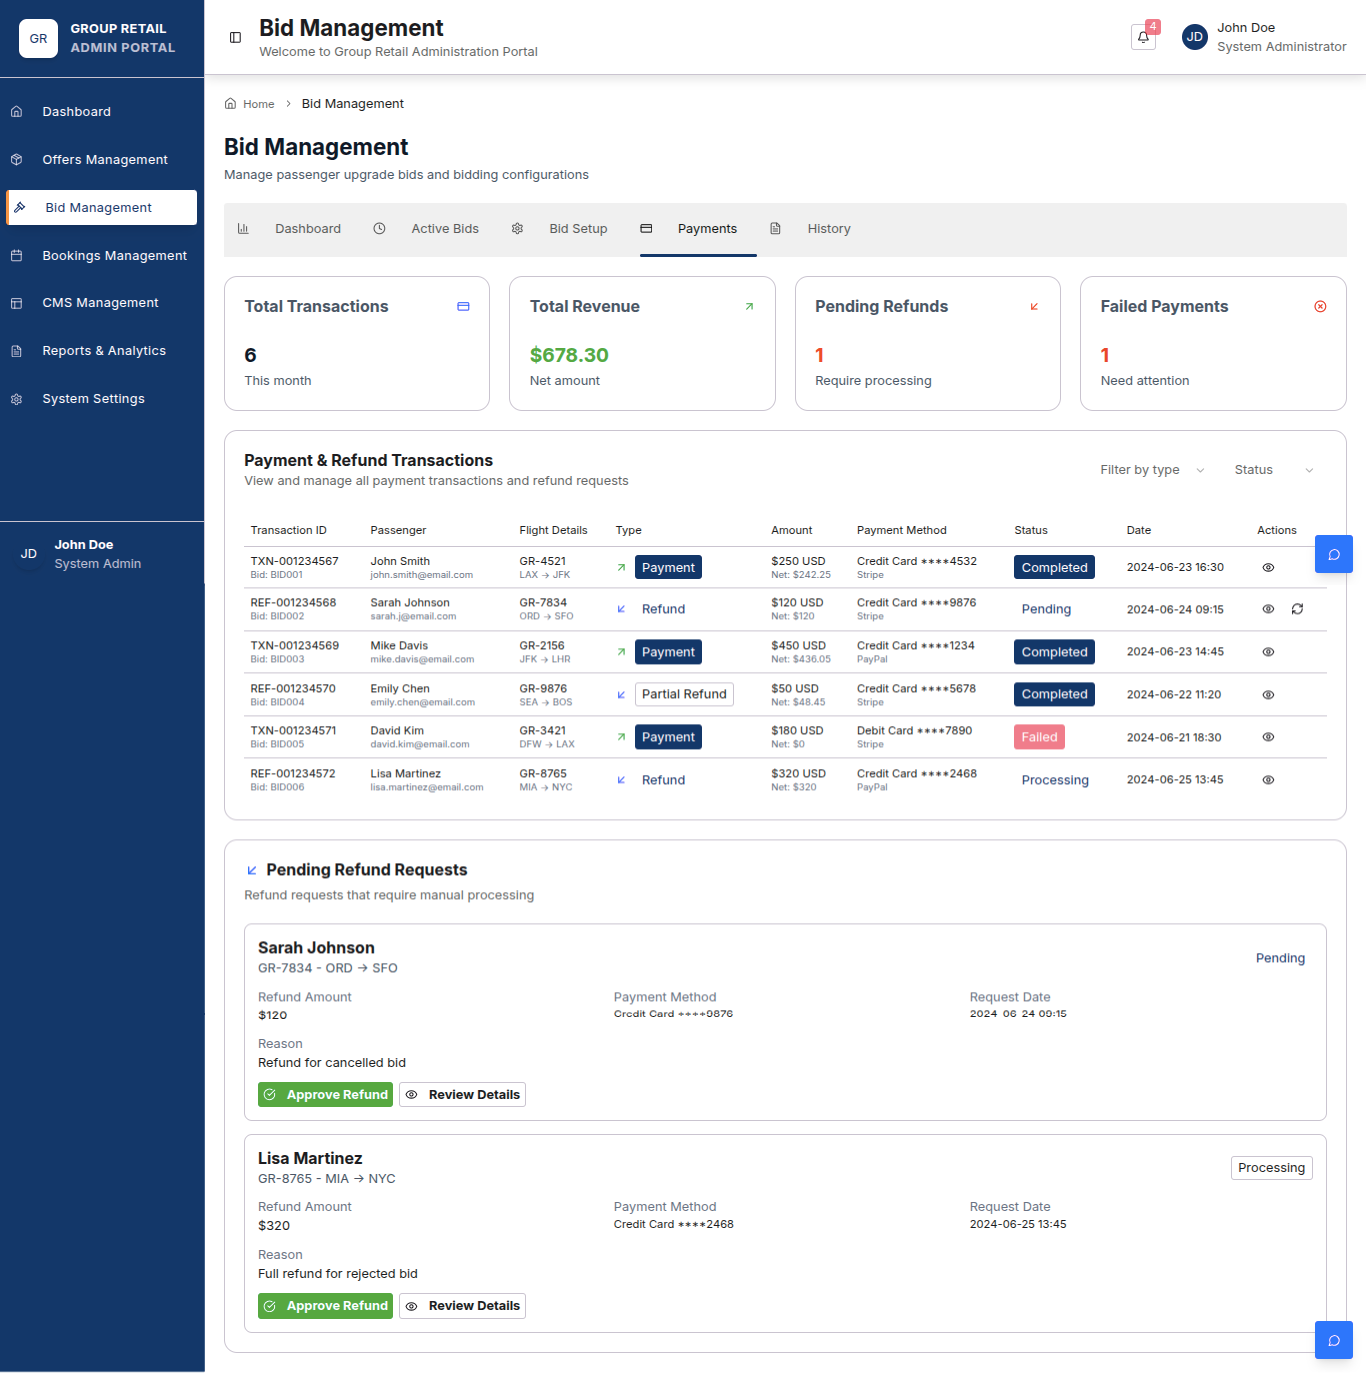 GR
GROUP RETAIL
ADMIN PORTAL
Dashboard
Offers Management
Bid Management
Bookings Management
CMS Management
Reports & Analytics
System Settings
JD
John Doe
System Admin
Bid Management
Welcome to Group Retail Administration Portal
4
JD
John Doe
System Administrator
Home > Bid Management
Bid Management
Manage passenger upgrade bids and bidding configurations
Dashboard Active Bids Bid Setup Payments History
Total Transactions
6
This month
Total Revenue
$678.30
Net amount
Pending Refunds
1
Require processing
Failed Payments
1
Need attention
Payment & Refund Transactions
View and manage all payment transactions and refund requests
Filter by type Status
Transaction ID Passenger Flight Details Type Amount Payment Method Status Date Actions
TXN-001234567 John Smith GR-4521 Payment $250 USD Credit Card ****4532 Completed 2024-06-23 16:30
Bid: BID001 john.smith@email.com LAX → JFK Net: $242.25 Stripe
REF-001234568 Sarah Johnson GR-7834 Refund $120 USD Credit Card ****9876 Pending 2024-06-24 09:15
Bid: BID002 sarah.j@email.com ORD → SFO Net: $120 Stripe
TXN-001234569 Mike Davis GR-2156 Payment $450 USD Credit Card ****1234 Completed 2024-06-23 14:45
Bid: BID003 mike.davis@email.com JFK → LHR Net: $436.05 PayPal
REF-001234570 Emily Chen GR-9876 Partial Refund $50 USD Credit Card ****5678 Completed 2024-06-22 11:20
Bid: BID004 emily.chen@email.com SEA → BOS Net: $48.45 Stripe
TXN-001234571 David Kim GR-3421 Payment $180 USD Debit Card ****7890 Failed 2024-06-21 18:30
Bid: BID005 david.kim@email.com DFW → LAX Net: $0 Stripe
REF-001234572 Lisa Martinez GR-8765 Refund $320 USD Credit Card ****2468 Processing 2024-06-25 13:45
Bid: BID006 lisa.martinez@email.com MIA → NYC Net: $320 PayPal
Pending Refund Requests
Refund requests that require manual processing
Sarah Johnson
GR-7834 - ORD → SFO
Pending
Refund Amount Payment Method Request Date
$120 Credit Card ****9876 2024-06-24 09:15
Reason
Refund for cancelled bid
Approve Refund Review Details
Lisa Martinez
GR-8765 - MIA → NYC
Processing
Refund Amount Payment Method Request Date
$320 Credit Card ****2468 2024-06-25 13:45
Reason
Full refund for rejected bid
Approve Refund Review Details